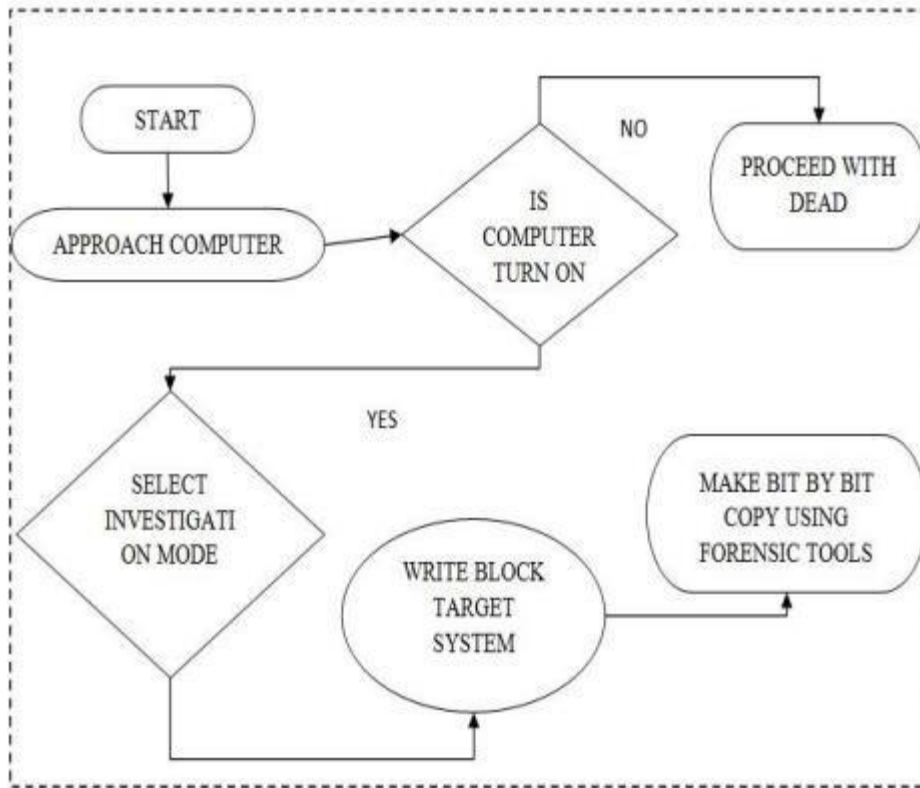 START
APPROACH COMPUTER
IS
COMPUTER
TURN ON
NO
PROCEED WITH
DEAD
YES
SELECT
INVESTIGATI
ON MODE
WRITE BLOCK
TARGET
SYSTEM
MAKE BIT BY BIT
COPY USING
FORENSIC TOOLS